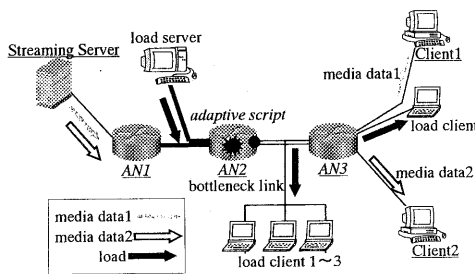 Streaming Server
load server
Client1
media data1
adaptive script
load client
AN1
AN2
AN3
bottleneck link
media data2
media data1
media data2
load
load client 1~3
Client2